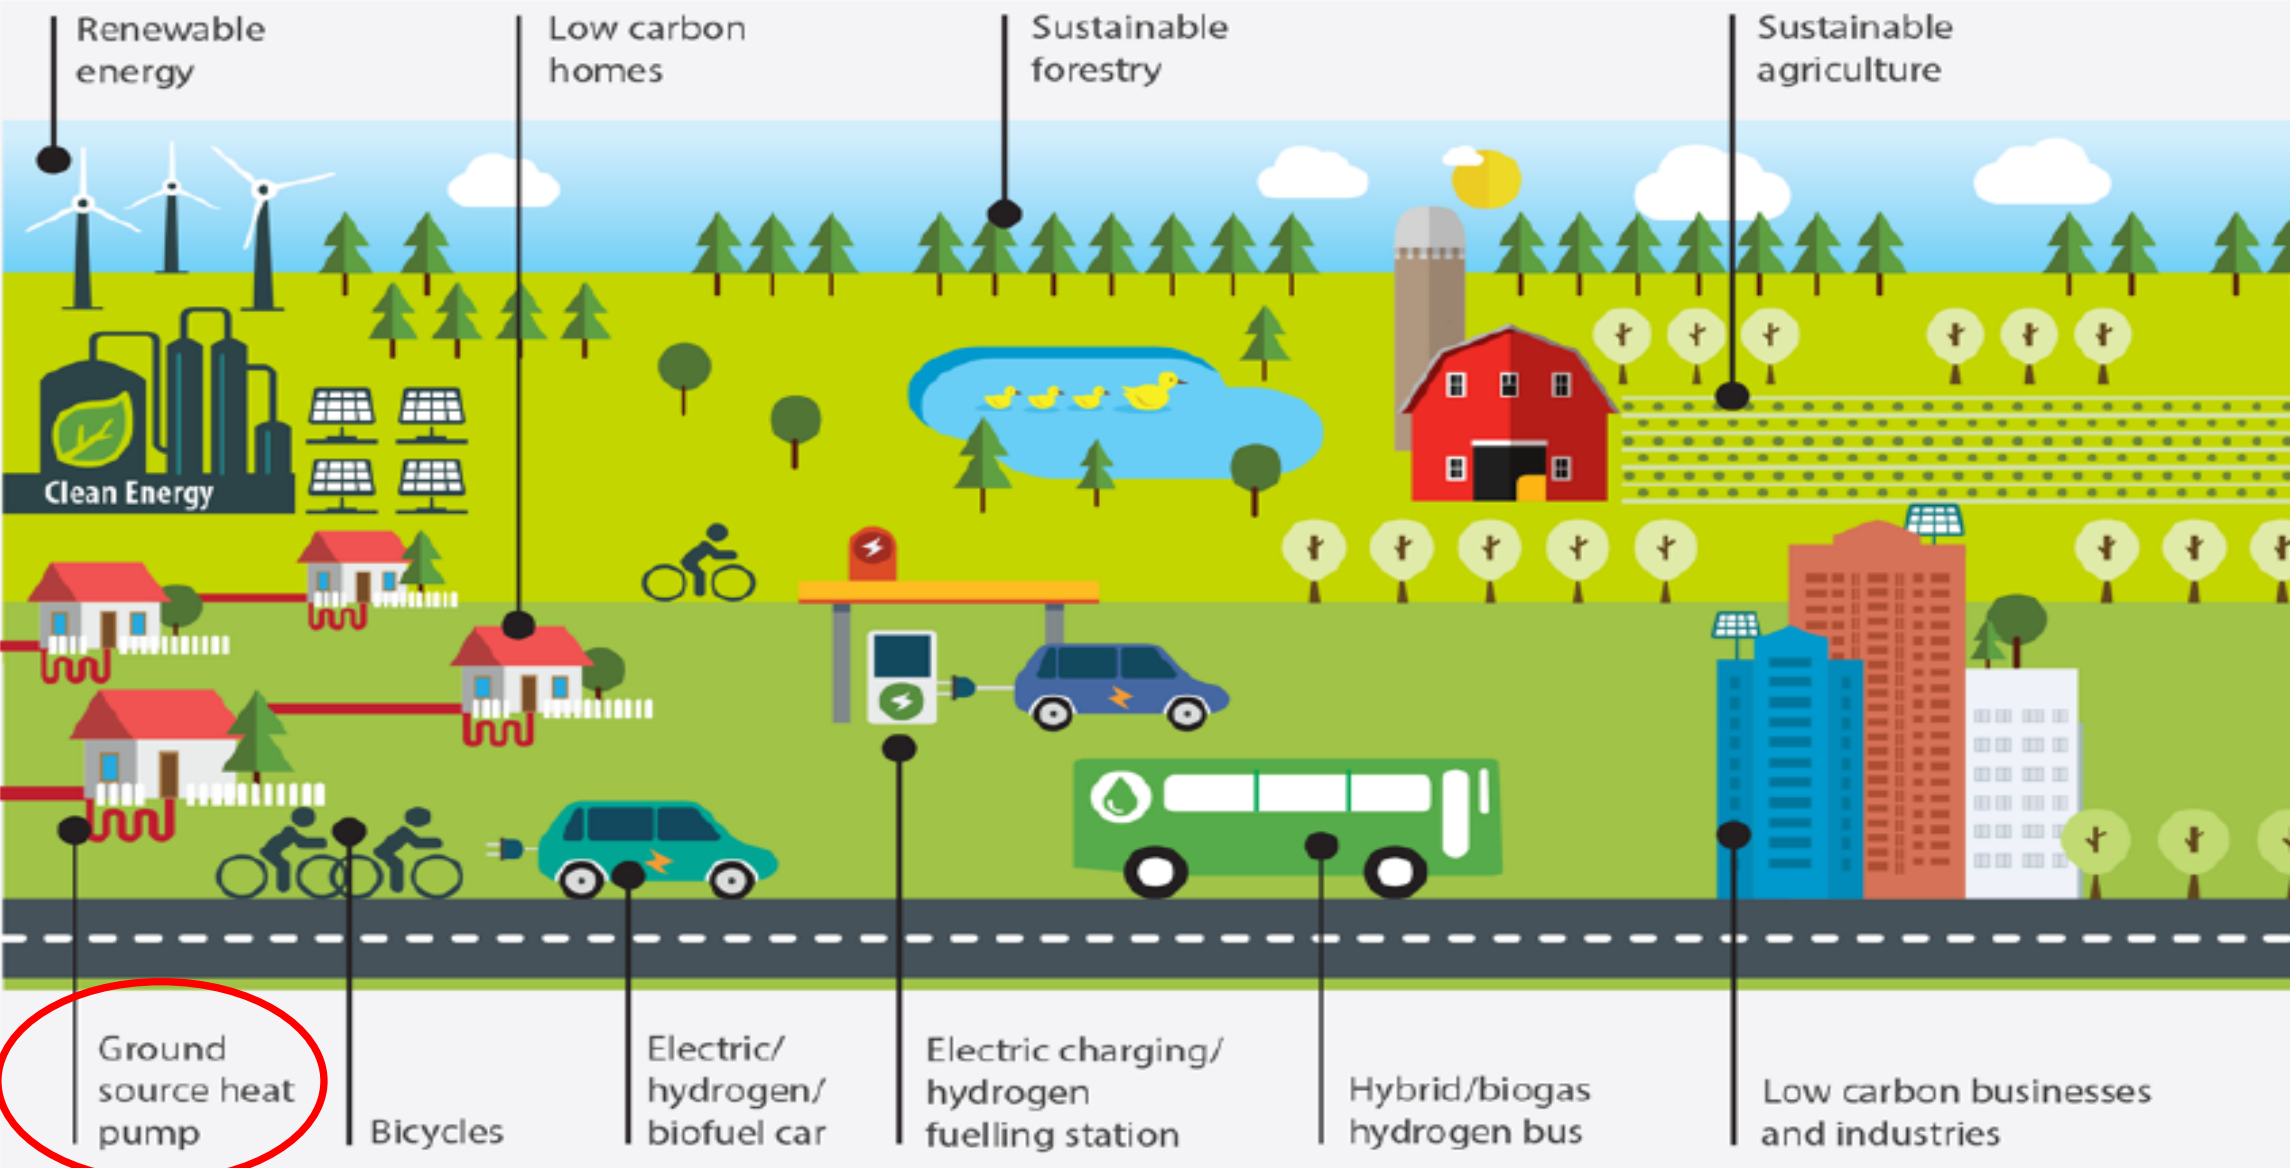 Renewable
energy
Low carbon
homes
Sustainable
forestry
Sustainable
agriculture
Clean Energy
Ground
source heat
pump
Bicycles
Electric/
hydrogen/
biofuel car
Electric charging/
hydrogen
fuelling station
Hybrid/biogas
hydrogen bus
Low carbon businesses
and industries